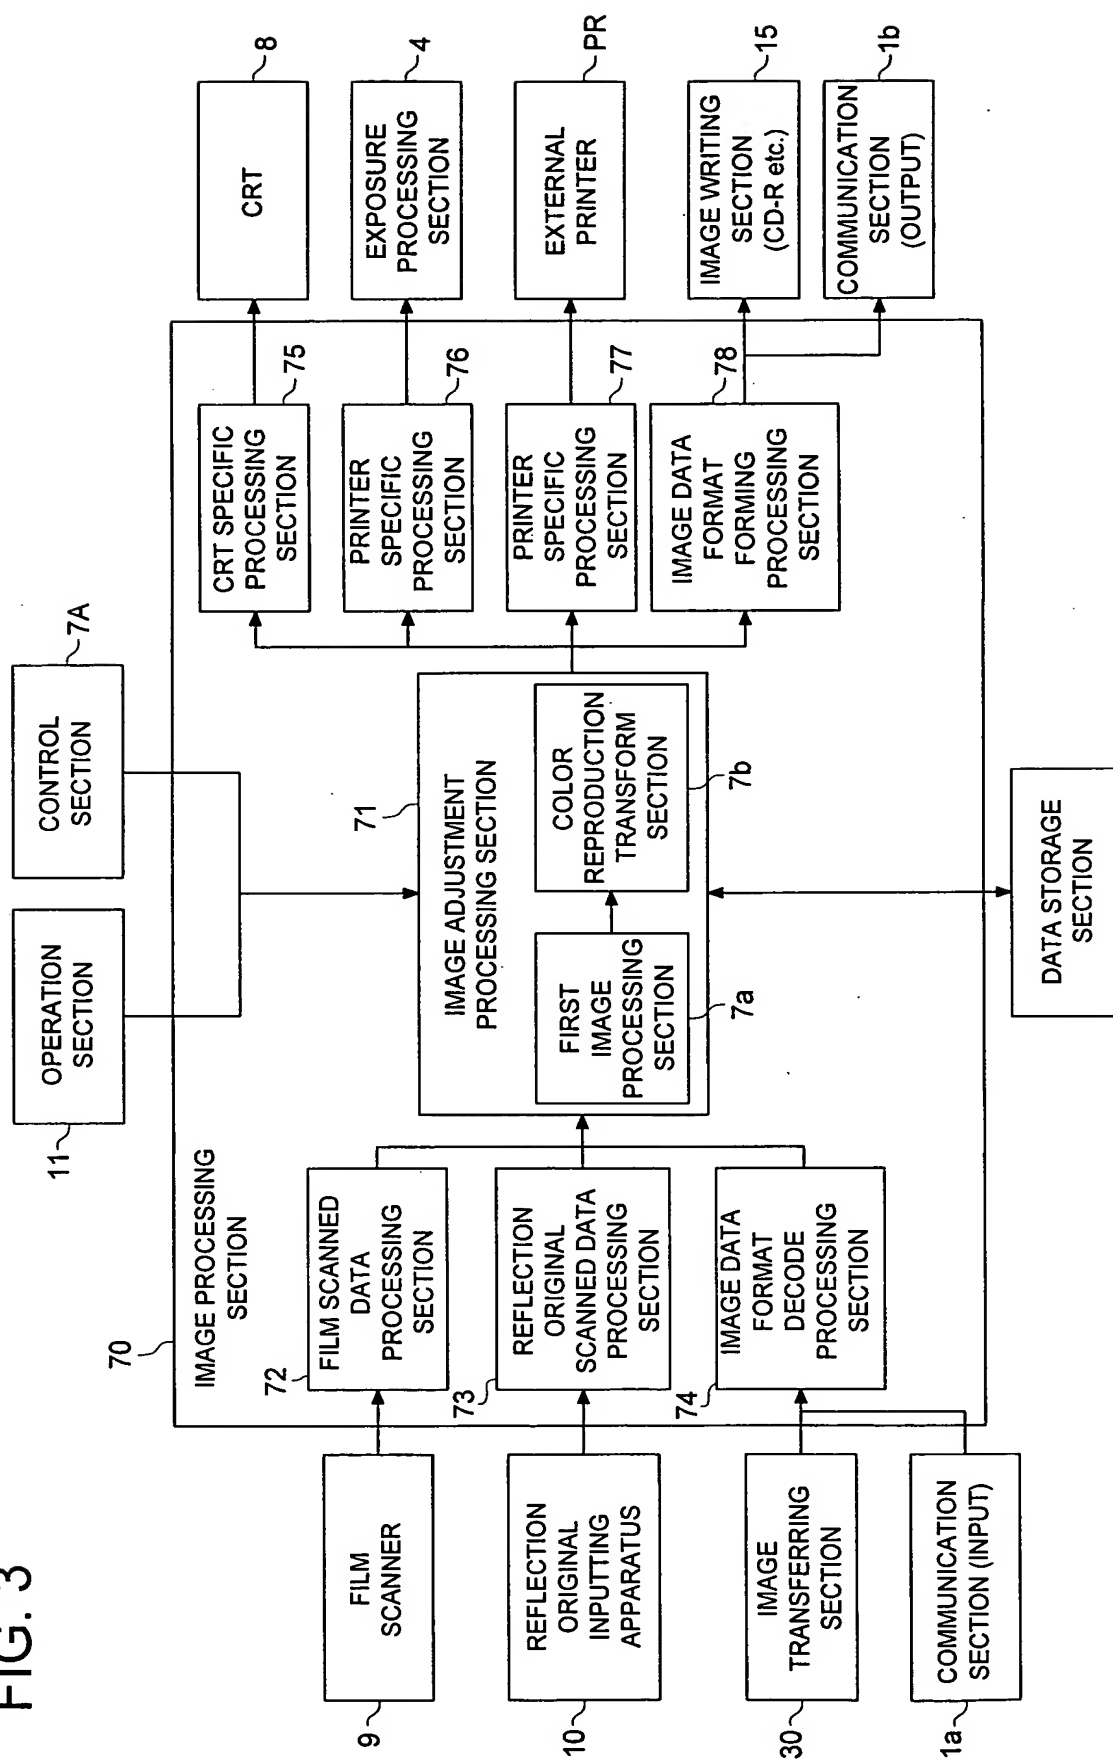 FIG. 3
11
OPERATION
SECTION
CONTROL
SECTION
7A
70
IMAGE PROCESSING
SECTION
9
FILM
SCANNER
72
FILM SCANNED
DATA
PROCESSING
SECTION
10
REFLECTION
ORIGINAL
INPUTTING
APPARATUS
73
REFLECTION
ORIGINAL
SCANNED DATA
PROCESSING
SECTION
30
IMAGE
TRANSFERRING
SECTION
74
IMAGE DATA
FORMAT
DECODE
PROCESSING
SECTION
1a
COMMUNICATION
SECTION (INPUT)
71
IMAGE ADJUSTMENT
PROCESSING SECTION
FIRST
IMAGE
PROCESSING
SECTION
7a
COLOR
REPRODUCTION
TRANSFORM
SECTION
7b
CRT SPECIFIC
PROCESSING
SECTION
75
PRINTER
SPECIFIC
PROCESSING
SECTION
76
PRINTER
SPECIFIC
PROCESSING
SECTION
77
IMAGE DATA
FORMAT
FORMING
PROCESSING
SECTION
78
CRT
8
EXPOSURE
PROCESSING
SECTION
4
EXTERNAL
PRINTER
PR
IMAGE WRITING
SECTION
(CD-R etc.)
15
COMMUNICATION
SECTION
(OUTPUT)
1b
DATA STORAGE
SECTION